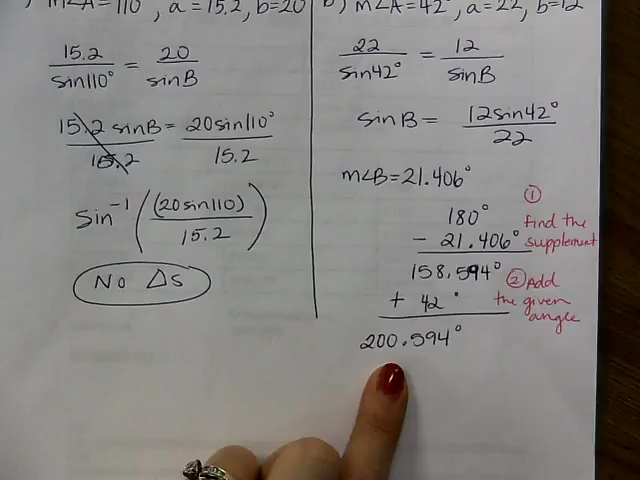 ) m∠A = 110°, a = 15.2, b = 20
15.2 / sin110° = 20 / sinB
15.2 sinB / 15.2 = 20sin110° / 15.2
Sin⁻¹ ( (20sin110) / 15.2 )
No △s
b) m∠A = 42°, a = 22, b = 12
22 / sin42° = 12 / sinB
sinB = 12sin42° / 22
m∠B = 21.406°
180°
- 21.406°
158.594°
+ 42°
200.594°
① find the
supplement
② Add
the given
angle